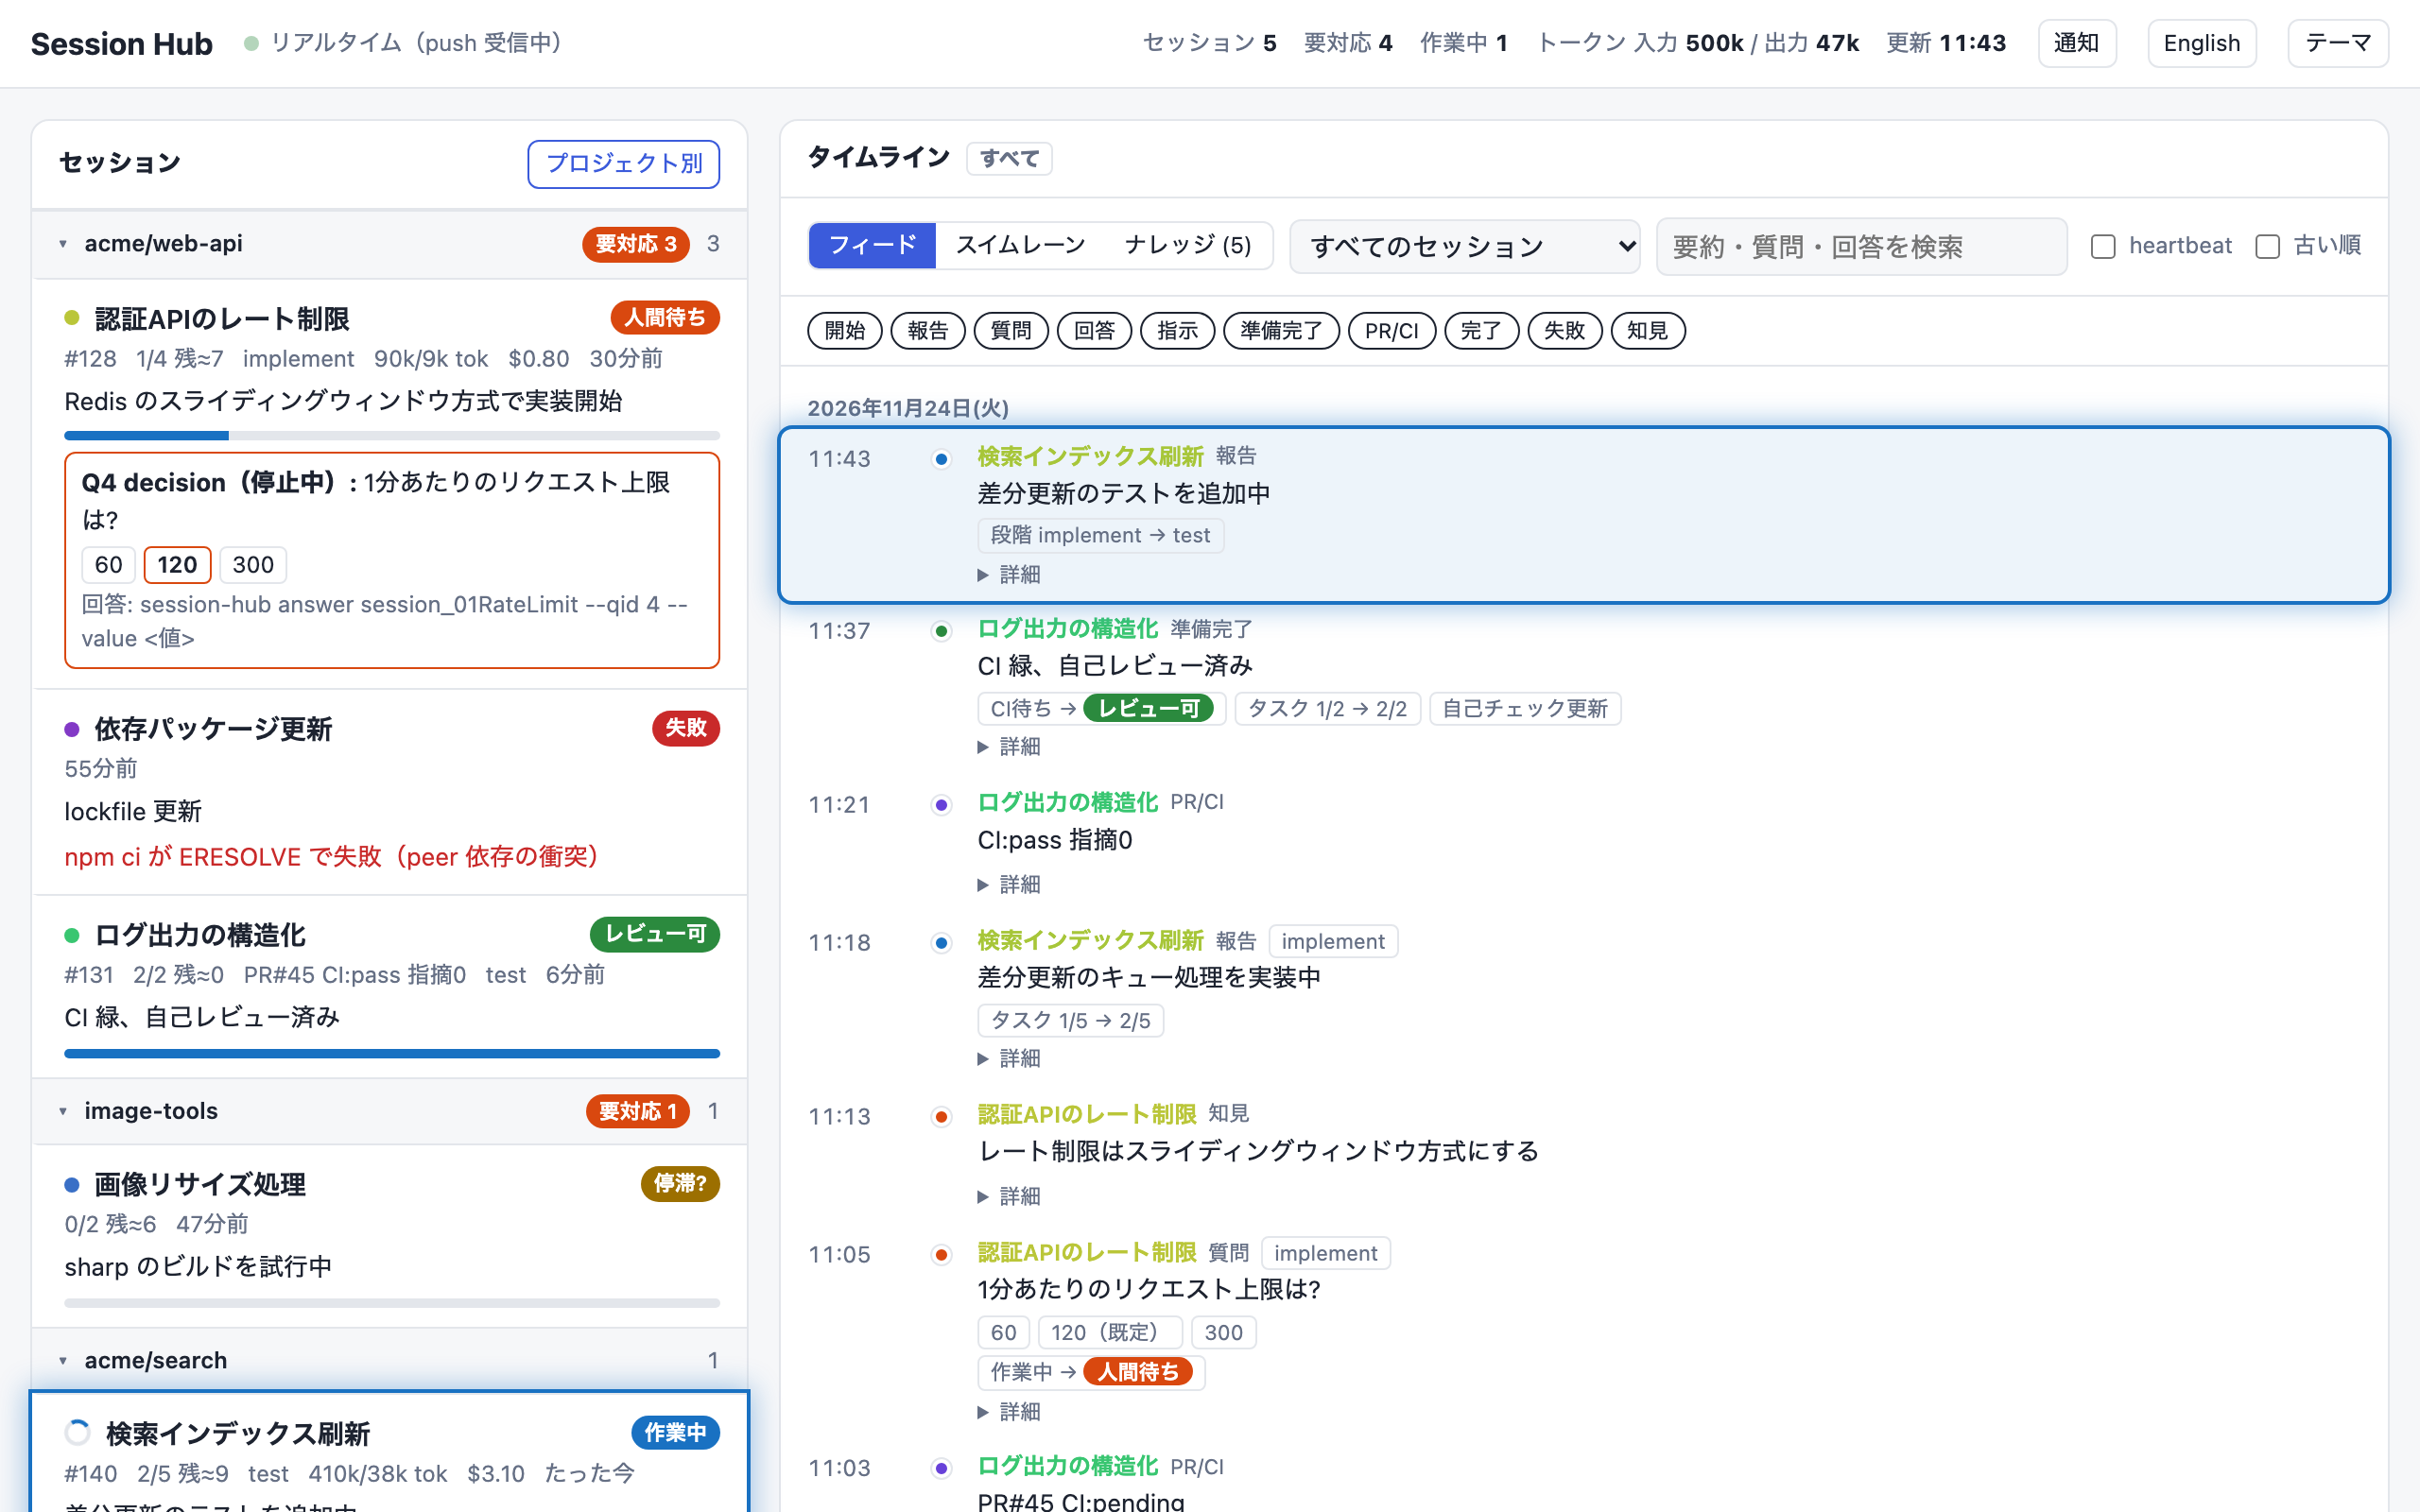 Session Hub
リアルタイム（push 受信中）
セッション 5 要対応 4 作業中 1 トークン 入力 500k / 出力 47k 更新 11:43
通知
English
テーマ
セッション
プロジェクト別
acme/web-api 要対応 3 3
認証APIのレート制限 人間待ち
#128 1/4 残≈7 implement 90k/9k tok $0.80 30分前
Redis のスライディングウィンドウ方式で実装開始
Q4 decision（停止中）: 1分あたりのリクエスト上限
は?
60 120 300
回答: session-hub answer session_01RateLimit --qid 4 --
value <値>
依存パッケージ更新 失敗
55分前
lockfile 更新
npm ci が ERESOLVE で失敗（peer 依存の衝突）
ログ出力の構造化 レビュー可
#131 2/2 残≈0 PR#45 CI:pass 指摘0 test 6分前
CI 緑、自己レビュー済み
image-tools 要対応 1 1
画像リサイズ処理 停滞?
0/2 残≈6 47分前
sharp のビルドを試行中
acme/search 1
検索インデックス刷新 作業中
#140 2/5 残≈9 test 410k/38k tok $3.10 たった今
差分更新のテストを追加中
タイムライン すべて
フィード スイムレーン ナレッジ (5) すべてのセッション 要約・質問・回答を検索 heartbeat 古い順
開始 報告 質問 回答 指示 準備完了 PR/CI 完了 失敗 知見
2026年11月24日(火)
11:43 検索インデックス刷新 報告
差分更新のテストを追加中
段階 implement → test
詳細
11:37 ログ出力の構造化 準備完了
CI 緑、自己レビュー済み
CI待ち → レビュー可 タスク 1/2 → 2/2 自己チェック更新
詳細
11:21 ログ出力の構造化 PR/CI
CI:pass 指摘0
詳細
11:18 検索インデックス刷新 報告 implement
差分更新のキュー処理を実装中
タスク 1/5 → 2/5
詳細
11:13 認証APIのレート制限 知見
レート制限はスライディングウィンドウ方式にする
詳細
11:05 認証APIのレート制限 質問 implement
1分あたりのリクエスト上限は?
60 120（既定） 300
作業中 → 人間待ち
詳細
11:03 ログ出力の構造化 PR/CI
PR#45 CI:pending